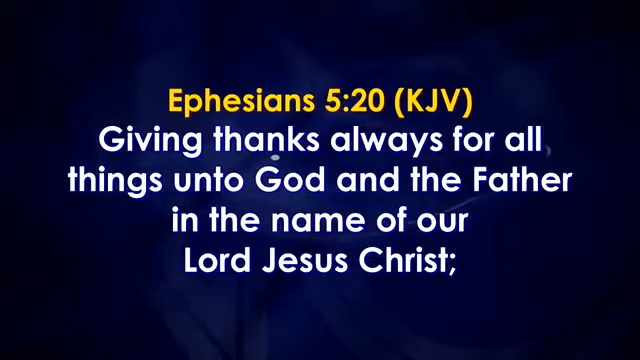 Ephesians 5:20 (KJV)
Giving thanks always for all
things unto God and the Father
in the name of our
Lord Jesus Christ;